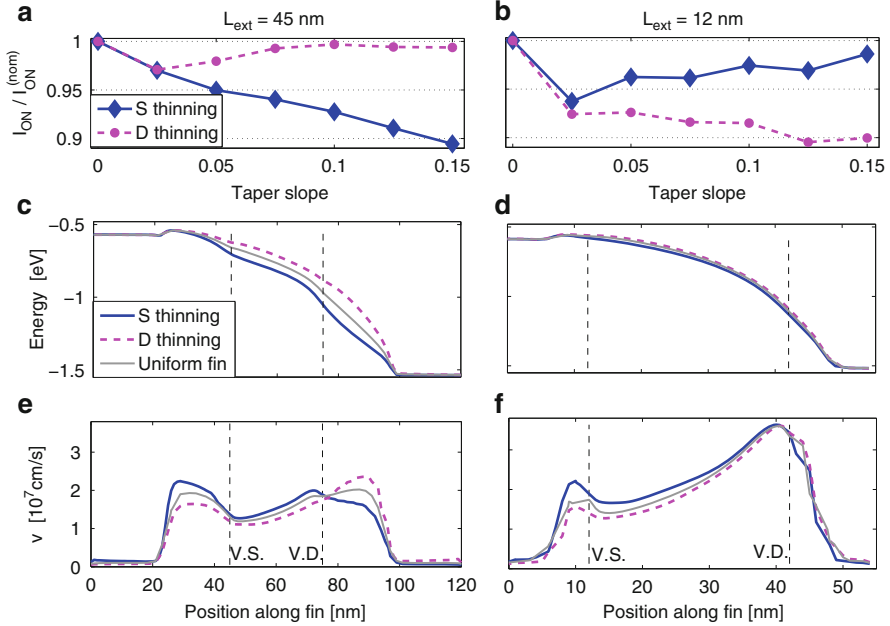 a
L_ext = 45 nm
I_ON / I_ON^(nom)
1
0.95
0.9
S thinning
D thinning
0
0.05
0.1
0.15
Taper slope
b
L_ext = 12 nm
0
0.05
0.1
0.15
Taper slope
c
Energy [eV]
−0.5
−1
−1.5
S thinning
D thinning
Uniform fin
d
e
v [10^7cm/s]
3
2
1
0
V.S.
V.D.
0
20
40
60
80
100
120
Position along fin [nm]
f
V.S.
V.D.
0
10
20
30
40
50
Position along fin [nm]